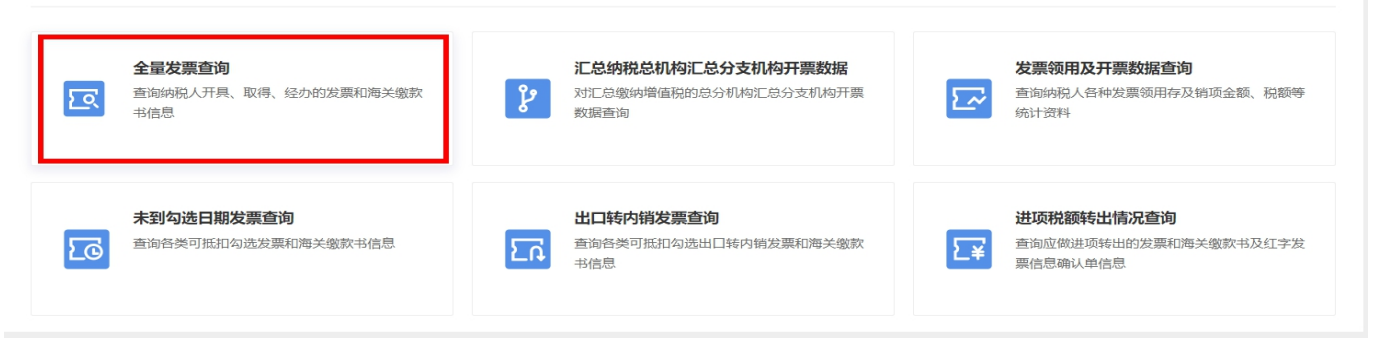 全量发票查询
查询纳税人开具、取得、经办的发票和海关缴款
书信息
汇总纳税总机构汇总分支机构开票数据
对汇总缴纳增值税的总分机构汇总分支机构开票
数据查询
发票领用及开票数据查询
查询纳税人各种发票领用存及销项金额、税额等
统计资料
未到勾选日期发票查询
查询各类可抵扣勾选发票和海关缴款书信息
出口转内销发票查询
查询各类可抵扣勾选出口转内销发票和海关缴款
书信息
进项税额转出情况查询
查询应做进项转出的发票和海关缴款书及红字发
票信息确认单信息